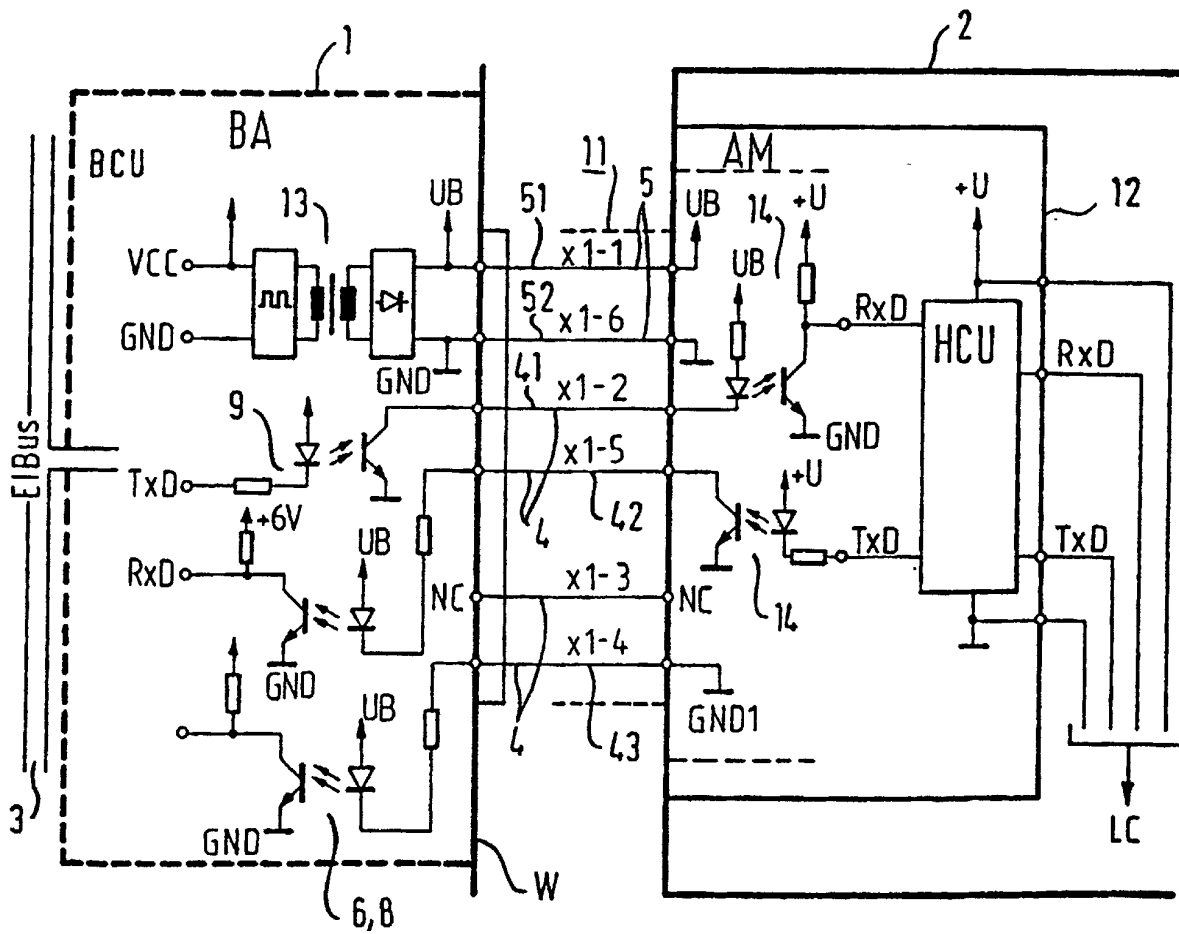 1
2
BA
BCU
13
UB
VCC
GND
GND
51
x1-1
52
x1-6
11
5
AM
UB
14
+U
UB
RxD
GND
+U
12
HCU
RxD
41
x1-2
x1-5
4
42
9
TxD
+6V
RxD
UB
GND
EIBus
+U
TxD
14
TxD
NC
x1-3
NC
x1-4
4
43
GND1
UB
GND
3
6,8
W
LC